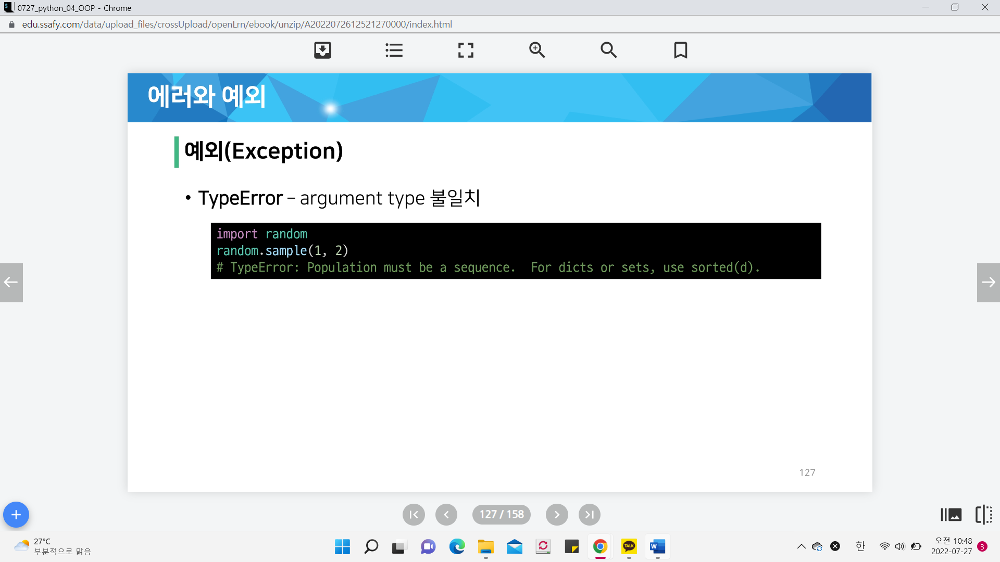 0727_python_04_OOP - Chrome
edu.ssafy.com/data/upload_files/crossUpload/openLrn/ebook/unzip/A2022072612521270000/index.html
에러와 예외
예외(Exception)
• TypeError – argument type 불일치
import random
random.sample(1, 2)
# TypeError: Population must be a sequence.  For dicts or sets, use sorted(d).
127
127 / 158
27°C
부분적으로 맑음
TALK
W
한
오전 10:48
2022-07-27
3